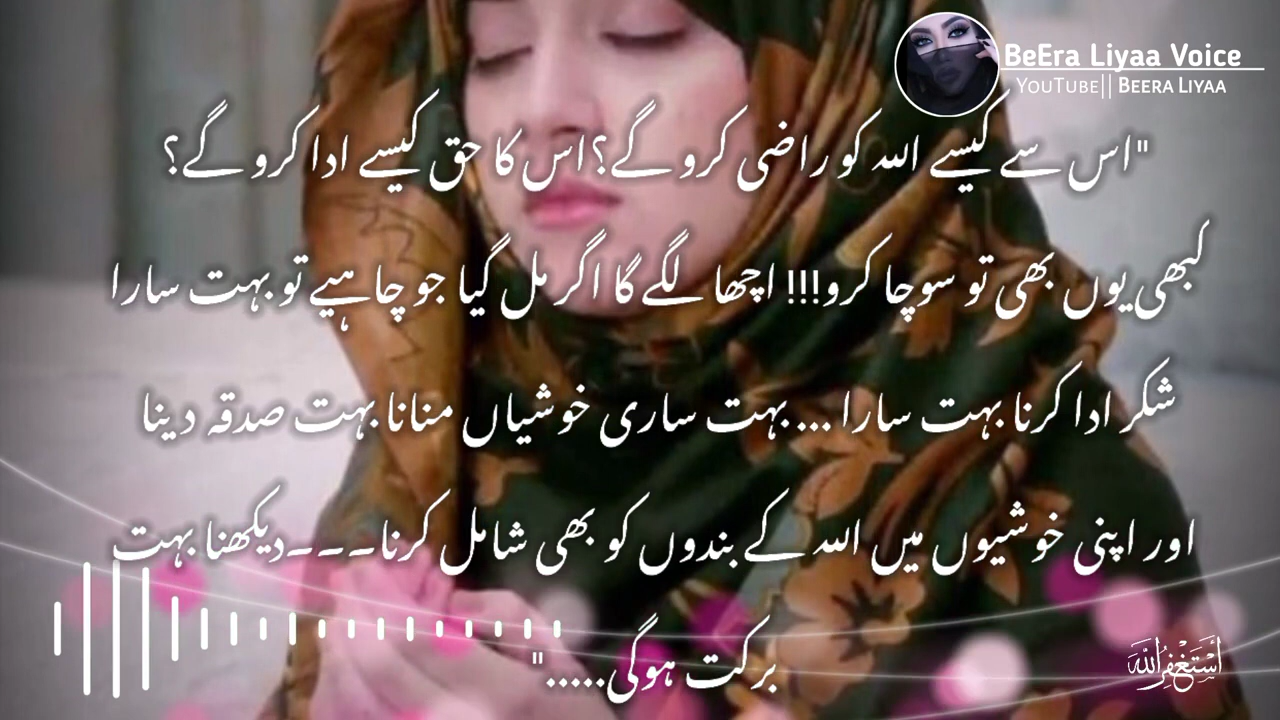 BeEra Liyaa Voice
YouTube|| Beera Liyaa
"اس سے کیسے اللہ کو راضی کرو گے؟ اس کا حق کیسے ادا کرو گے؟
کبھی یوں بھی تو سوچا کرو!!! اچھا لگے گا اگر مل گیا جو چاہیے تو بہت سارا
شکر ادا کرنا بہت سارا ... بہت ساری خوشیاں منانا بہت صدقہ دینا
اور اپنی خوشیوں میں اللہ کے بندوں کو بھی شامل کرنا۔۔۔دیکھنا بہت
برکت ہوگی....."
أَسْتَغْفِرُاللّٰه